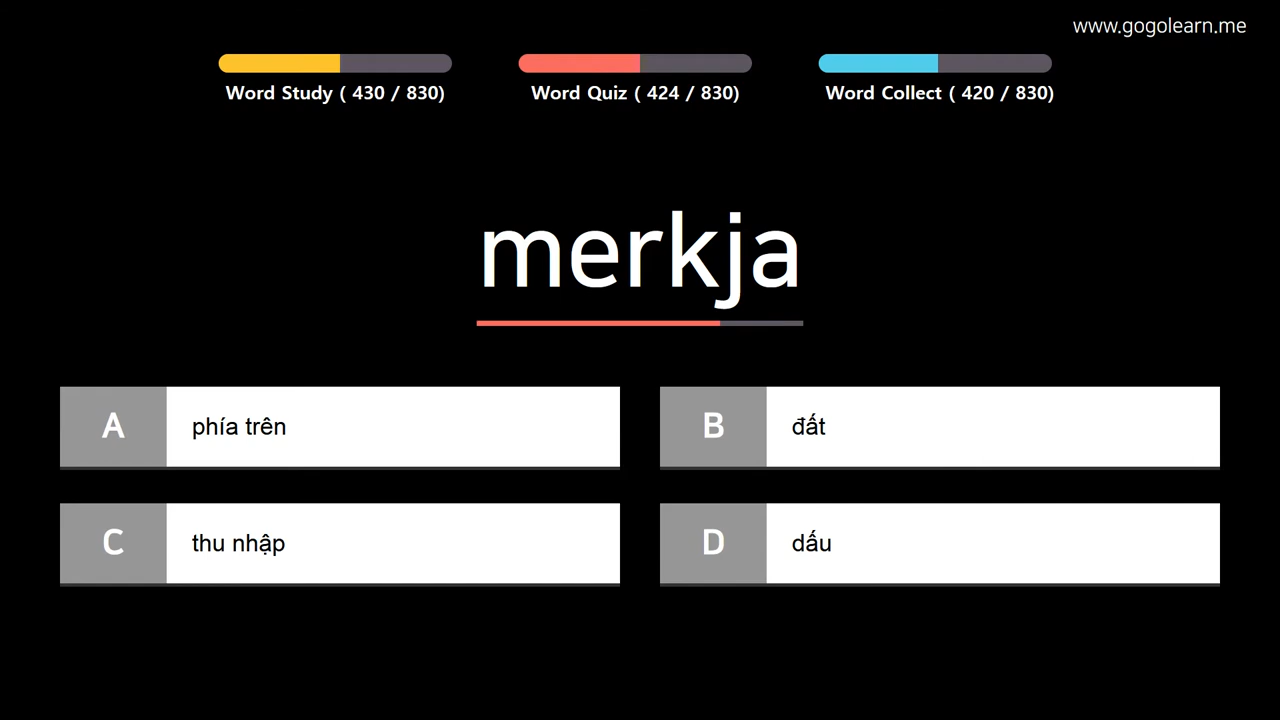 www.gogolearn.me
Word Study ( 430 / 830)
Word Quiz ( 424 / 830)
Word Collect ( 420 / 830)
merkja
A phía trên
B đất
C thu nhập
D dấu